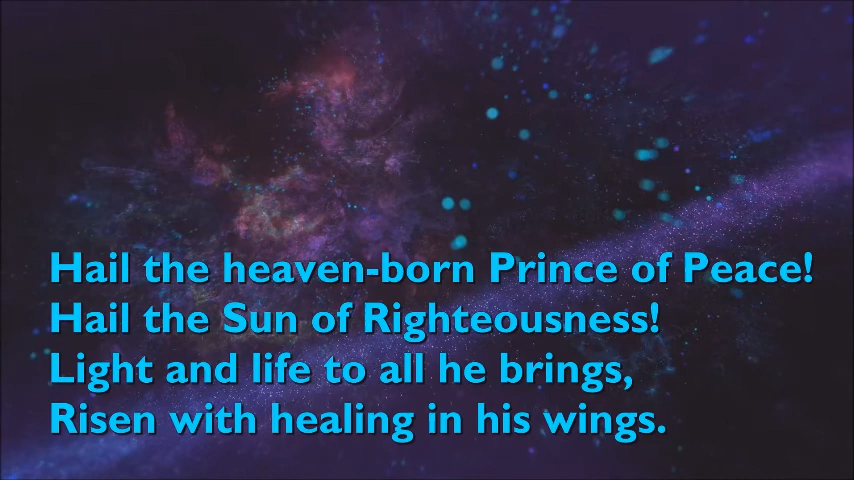 Hail the heaven-born Prince of Peace!
Hail the Sun of Righteousness!
Light and life to all he brings,
Risen with healing in his wings.